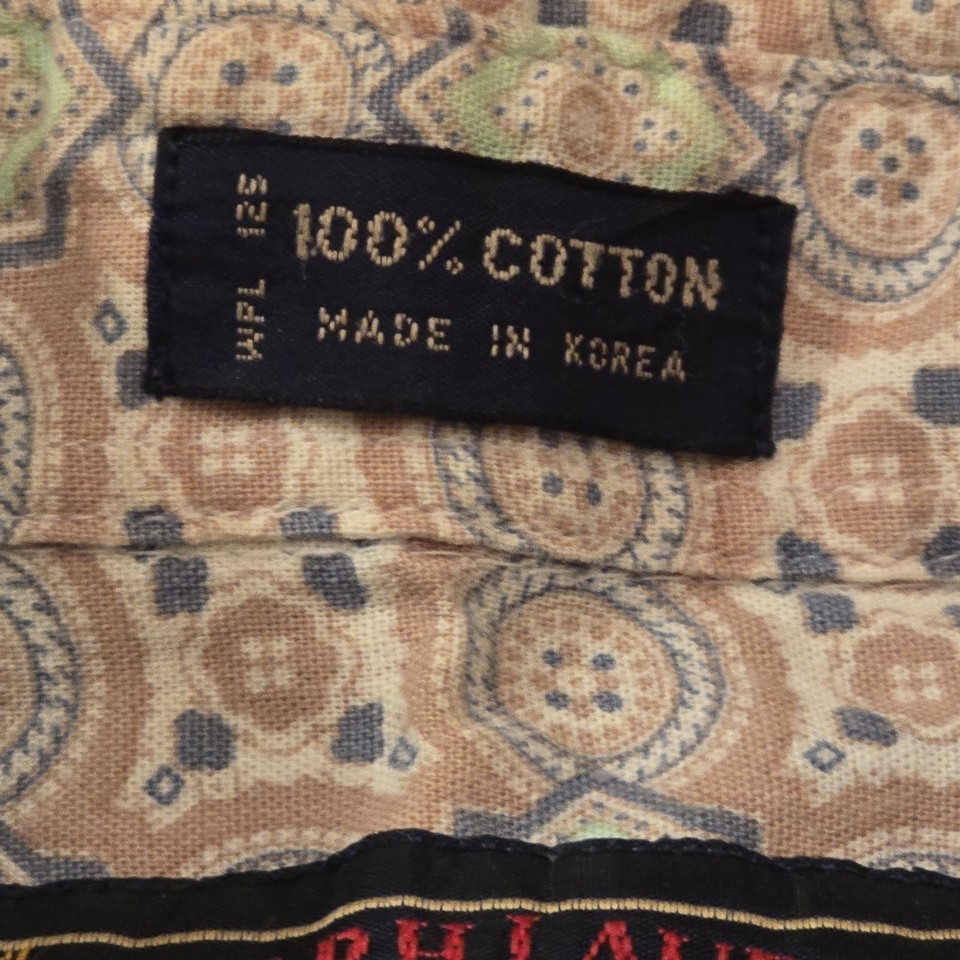 WPL 123
100% COTTON
MADE IN KOREA